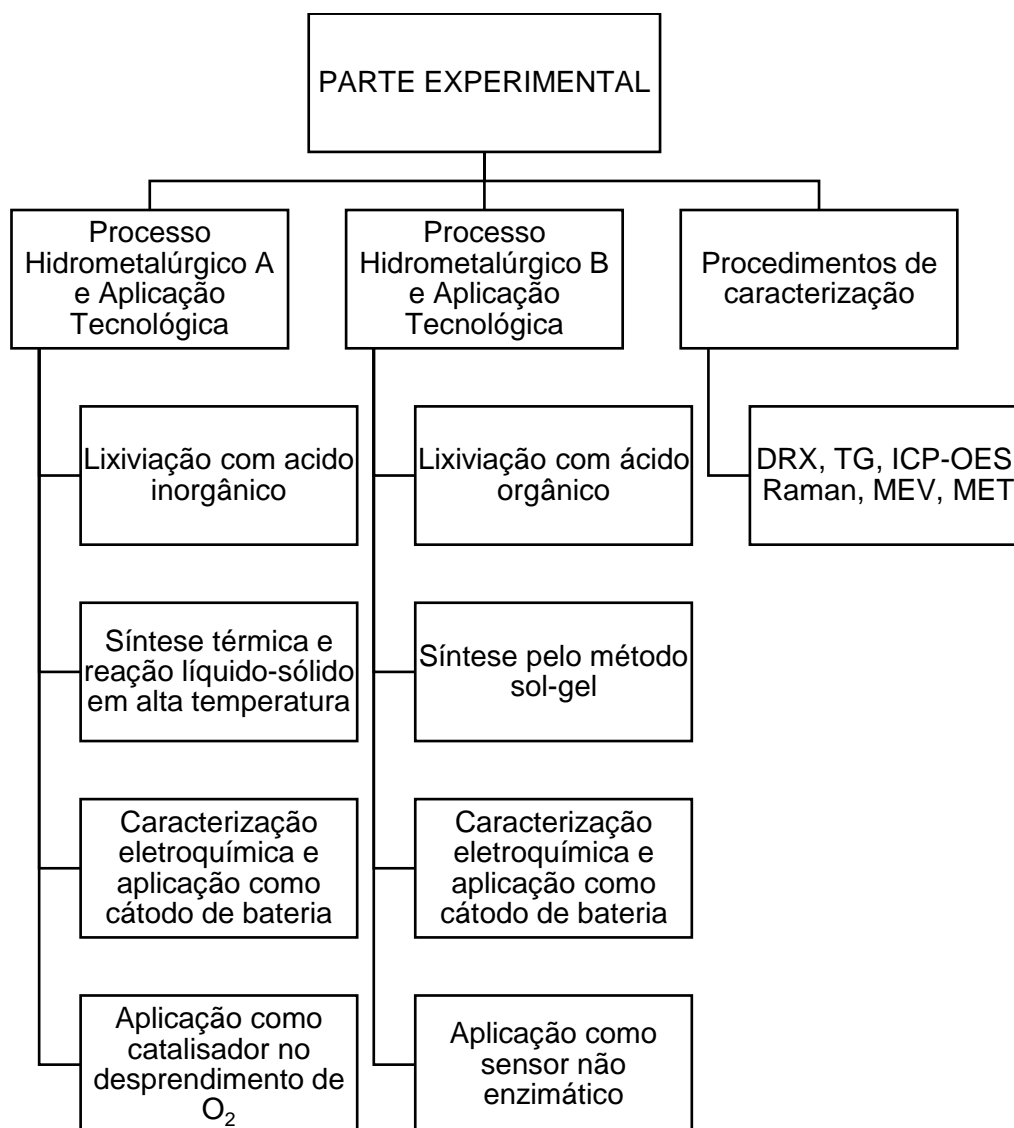 PARTE EXPERIMENTAL
Processo
Hidrometalúrgico A
e Aplicação
Tecnológica
Lixiviação com acido
inorgânico
Síntese térmica e
reação líquido-sólido
em alta temperatura
Caracterização
eletroquímica e
aplicação como
cátodo de bateria
Aplicação como
catalisador no
desprendimento de
O₂
Processo
Hidrometalúrgico B
e Aplicação
Tecnológica
Lixiviação com ácido
orgânico
Síntese pelo método
sol-gel
Caracterização
eletroquímica e
aplicação como
cátodo de bateria
Aplicação como
sensor não
enzimático
Procedimentos de
caracterização
DRX, TG, ICP-OES
Raman, MEV, MET